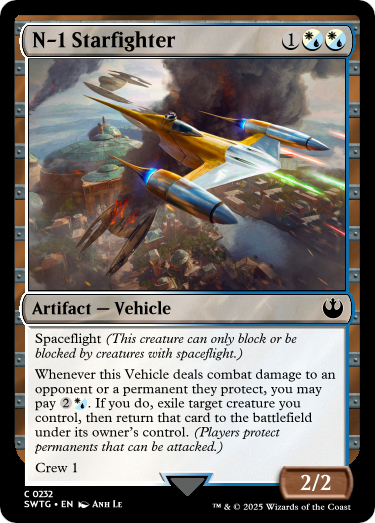 N-1 Starfighter 1
Artifact — Vehicle
Spaceflight (This creature can only block or be
blocked by creatures with spaceflight.)
Whenever this Vehicle deals combat damage to an
opponent or a permanent they protect, you may
pay 2 . If you do, exile target creature you
control, then return that card to the battlefield
under its owner's control. (Players protect
permanents that can be attacked.)
Crew 1
2/2
C 0232
SWTG • EN Anh Le
™ & © 2025 Wizards of the Coast